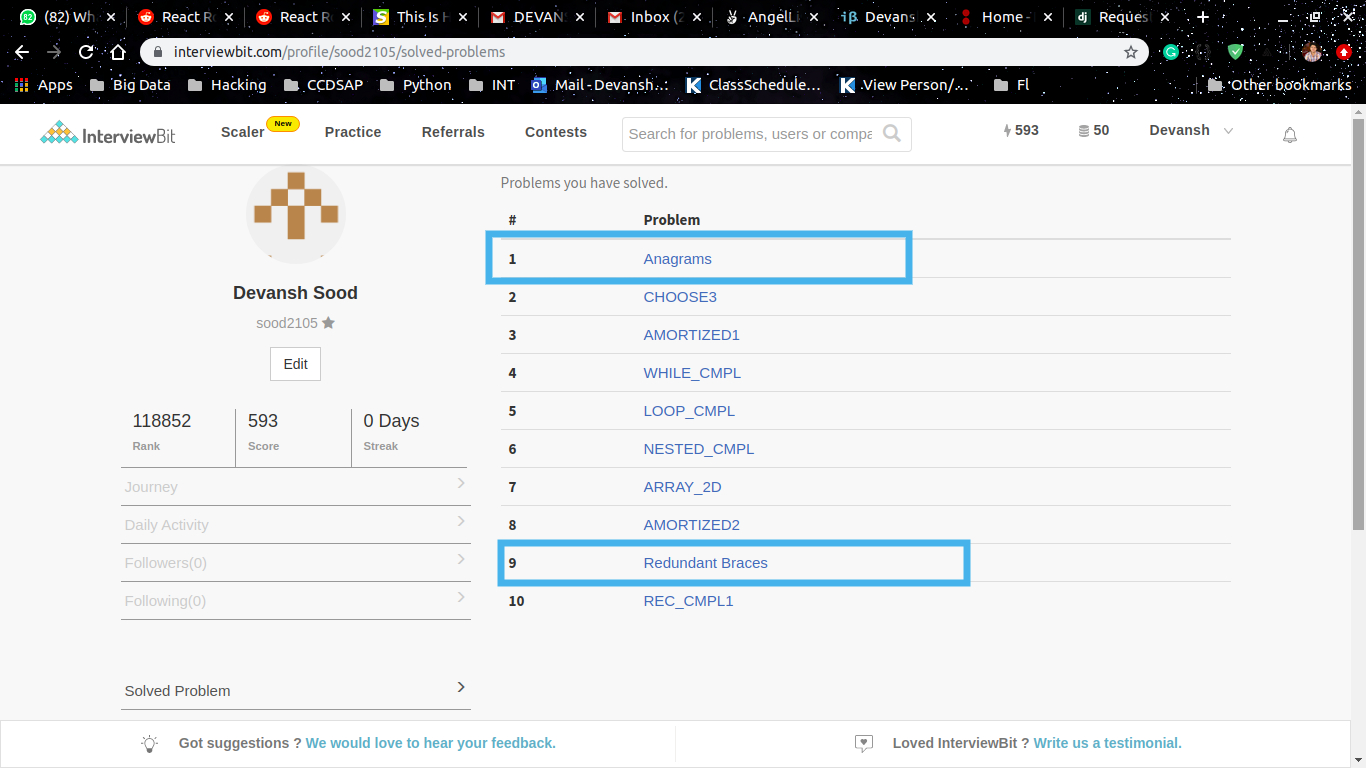 82 (82) Wh
React Ro
React Ro
This Is H
DEVANS
Inbox (2
AngelLi
Devans
Home -
Reques
interviewbit.com/profile/sood2105/solved-problems
Apps Big Data Hacking CCDSAP Python INT Mail - Devansh... ClassSchedule... View Person/... Fl Other bookmarks
InterviewBit Scaler New Practice Referrals Contests Search for problems, users or compa 593 50 Devansh
Problems you have solved.
# Problem
1 Anagrams
2 CHOOSE3
3 AMORTIZED1
4 WHILE_CMPL
5 LOOP_CMPL
6 NESTED_CMPL
7 ARRAY_2D
8 AMORTIZED2
9 Redundant Braces
10 REC_CMPL1
Devansh Sood
sood2105
Edit
118852 593 0 Days
Rank Score Streak
Journey
Daily Activity
Followers(0)
Following(0)
Solved Problem
Got suggestions ? We would love to hear your feedback.
Loved InterviewBit ? Write us a testimonial.